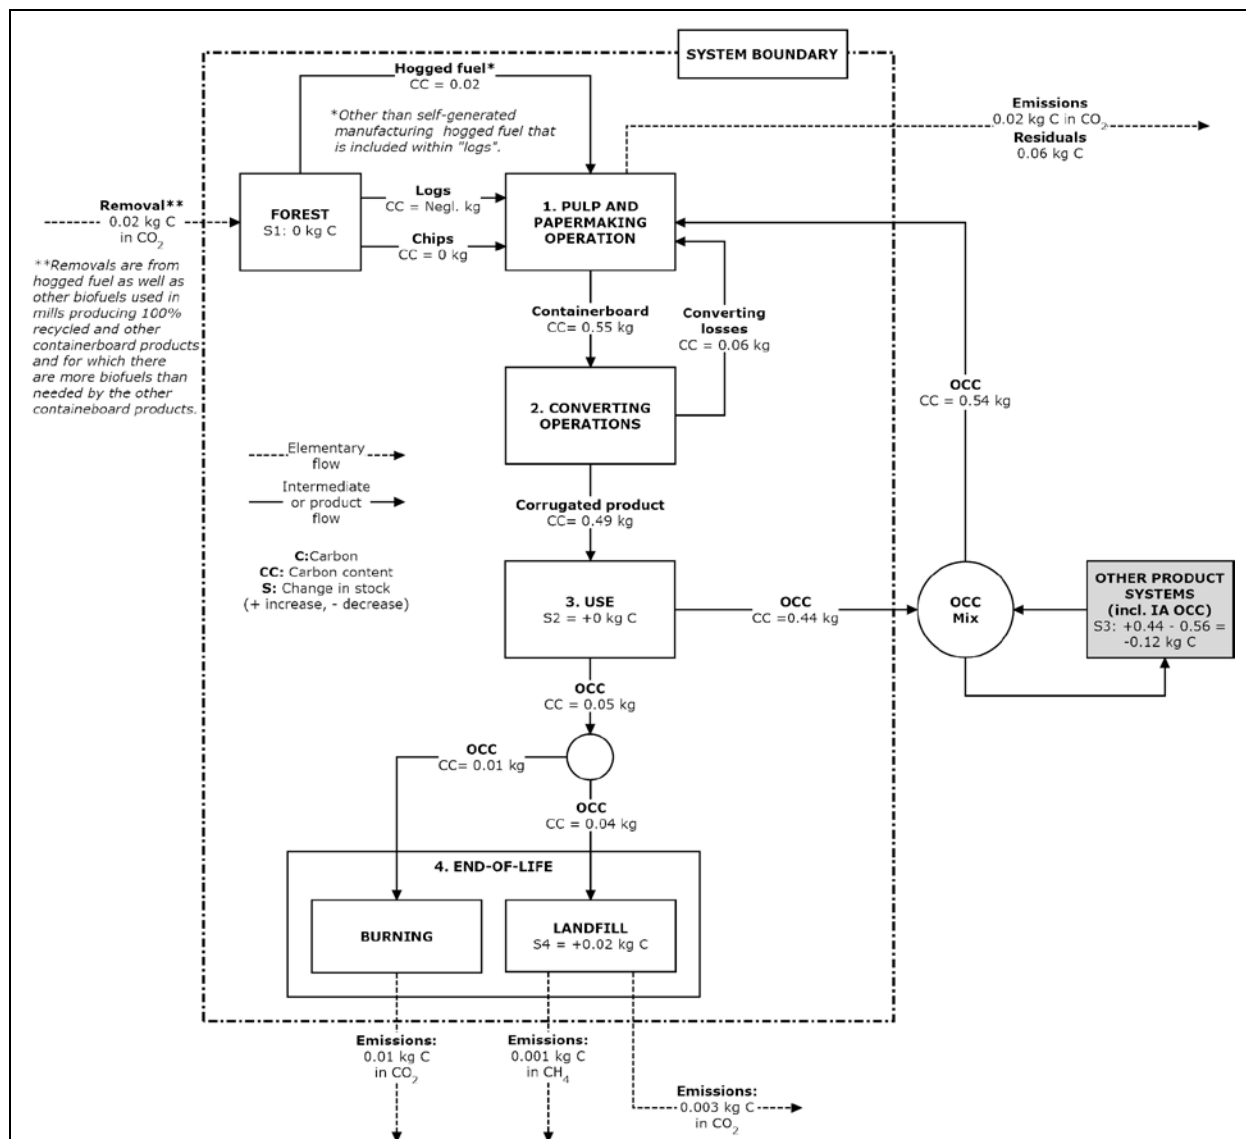 SYSTEM BOUNDARY
Hogged fuel*
CC = 0.02
*Other than self-generated
manufacturing hogged fuel that
is included within "logs".
Emissions
0.02 kg C in CO2
Residuals
0.06 kg C
Removal**
0.02 kg C
in CO2
FOREST
S1: 0 kg C
Logs
CC = Negl. kg
Chips
CC = 0 kg
1. PULP AND
PAPERMAKING
OPERATION
**Removals are from
hogged fuel as well as
other biofuels used in
mills producing 100%
recycled and other
containerboard products
and for which there
are more biofuels than
needed by the other
containeboard products.
Containerboard
CC= 0.55 kg
Converting
losses
CC = 0.06 kg
OCC
CC = 0.54 kg
2. CONVERTING
OPERATIONS
Elementary
flow
Intermediate
or product
flow
C:Carbon
CC: Carbon content
S: Change in stock
(+ increase, - decrease)
Corrugated product
CC= 0.49 kg
3. USE
S2 = +0 kg C
OCC
CC =0.44 kg
OCC
Mix
OTHER PRODUCT
SYSTEMS
(incl. IA OCC)
S3: +0.44 - 0.56 =
-0.12 kg C
OCC
CC = 0.05 kg
OCC
CC= 0.01 kg
OCC
CC = 0.04 kg
4. END-OF-LIFE
BURNING
LANDFILL
S4 = +0.02 kg C
Emissions:
0.01 kg C
in CO2
Emissions:
0.001 kg C
in CH4
Emissions:
0.003 kg C
in CO2